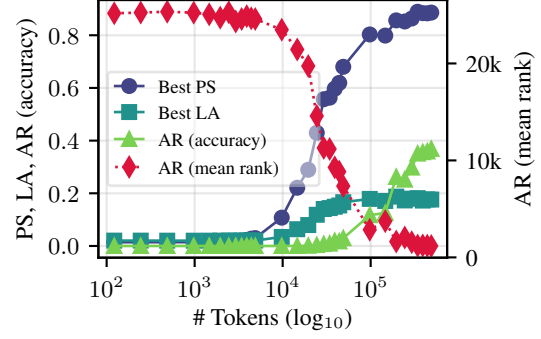 PS, LA, AR (accuracy)
0.8
0.6
0.4
0.2
0.0
Best PS
Best LA
AR (accuracy)
AR (mean rank)
20k
10k
0
AR (mean rank)
10² 10³ 10⁴ 10⁵
# Tokens (log₁₀)